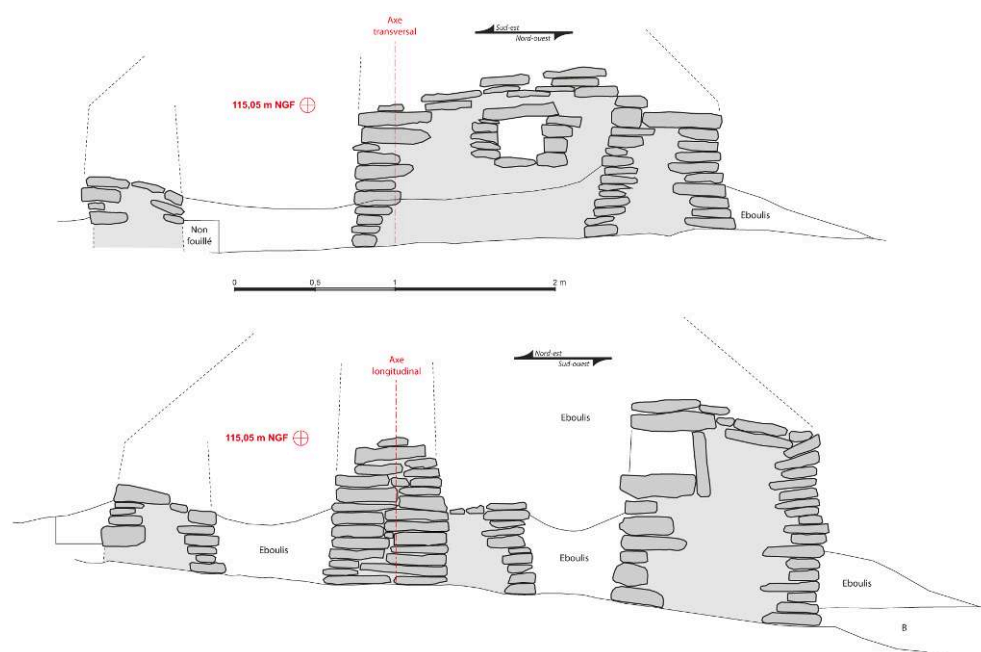 Axe
transversal
Sud-est
Nord-ouest
115,05 m NGF
Non
fouillé
Eboulis
0 0,5 1 2 m
Axe
longitudinal
Nord-est
Sud-ouest
Eboulis
115,05 m NGF
Eboulis
Eboulis
Eboulis
B